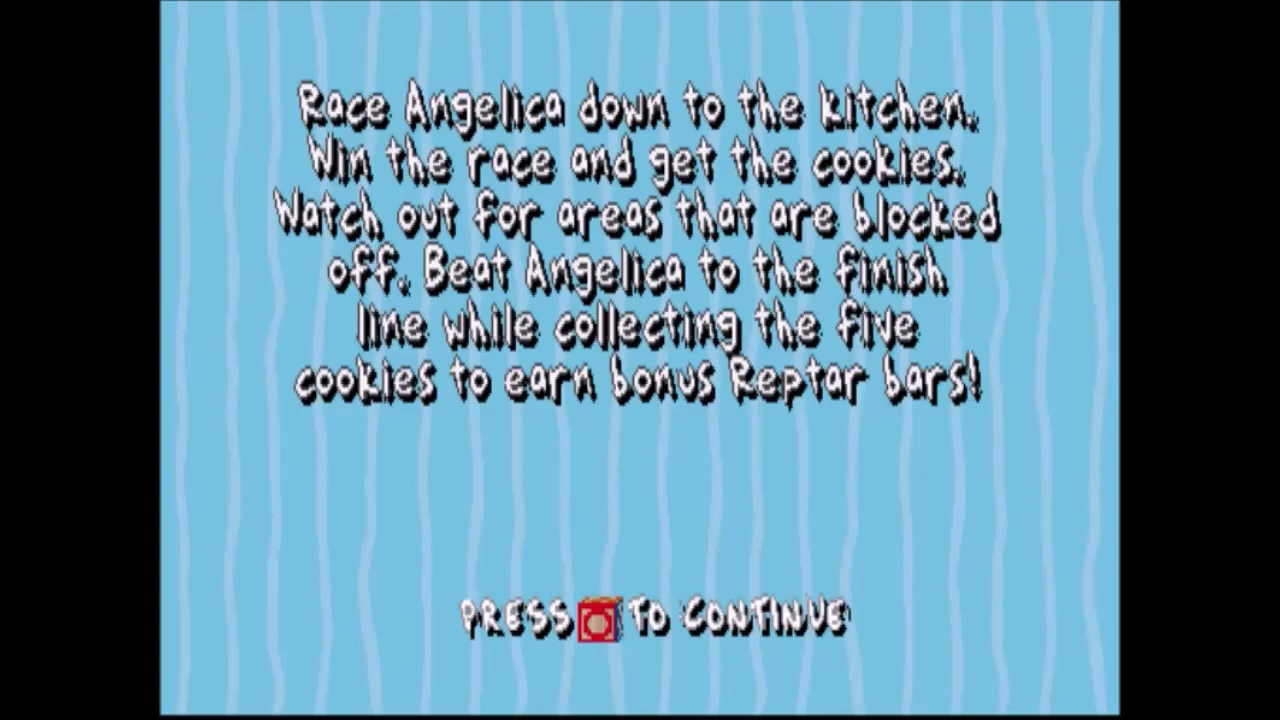 Race Angelica down to the kitchen.
Win the race and get the cookies.
Watch out for areas that are blocked
off. Beat Angelica to the finish
line while collecting the five
cookies to earn bonus Reptar bars!
PRESS TO CONTINUE